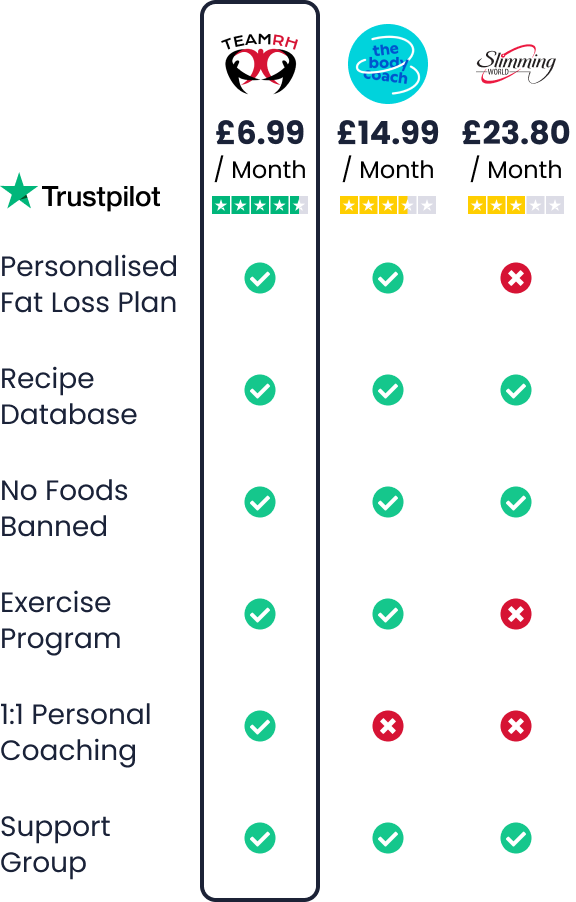 TEAMRH
the
body
coach
Slimming
WORLD
£6.99
£14.99
£23.80
/ Month
/ Month
/ Month
Trustpilot
Personalised
Fat Loss Plan
Recipe
Database
No Foods
Banned
Exercise
Program
1:1 Personal
Coaching
Support
Group